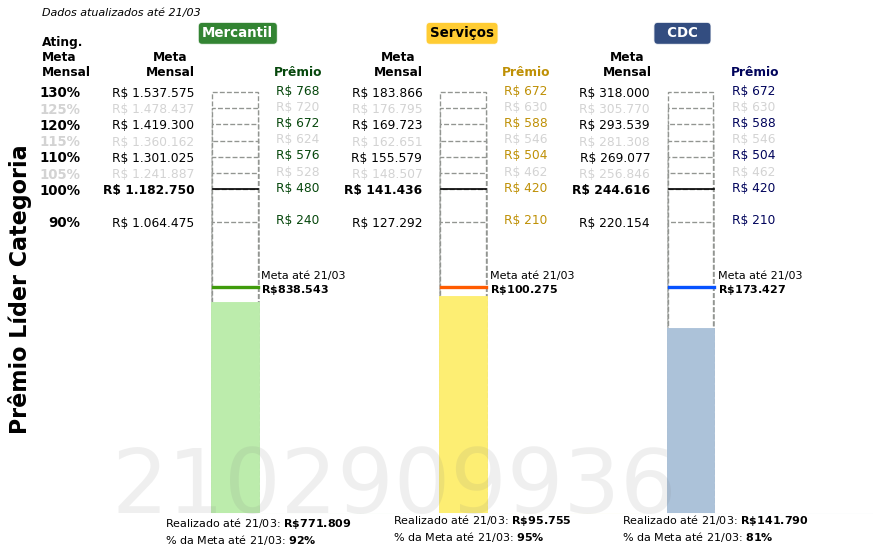 Dados atualizados até 21/03
Mercantil Serviços CDC
Ating. Meta Mensal
Meta Mensal Prêmio Meta Mensal Prêmio Meta Mensal Prêmio
130% R$ 1.537.575 R$ 768 R$ 183.866 R$ 672 R$ 318.000 R$ 672
125% R$ 1.478.437 R$ 720 R$ 176.795 R$ 630 R$ 305.770 R$ 630
120% R$ 1.419.300 R$ 672 R$ 169.723 R$ 588 R$ 293.539 R$ 588
115% R$ 1.360.162 R$ 624 R$ 162.651 R$ 546 R$ 281.308 R$ 546
110% R$ 1.301.025 R$ 576 R$ 155.579 R$ 504 R$ 269.077 R$ 504
105% R$ 1.241.887 R$ 528 R$ 148.507 R$ 462 R$ 256.846 R$ 462
100% R$ 1.182.750 R$ 480 R$ 141.436 R$ 420 R$ 244.616 R$ 420
90% R$ 1.064.475 R$ 240 R$ 127.292 R$ 210 R$ 220.154 R$ 210
Prêmio Líder Categoria
Meta até 21/03 Meta até 21/03 Meta até 21/03
R$838.543 R$100.275 R$173.427
21029099936
Realizado até 21/03: R$771.809 Realizado até 21/03: R$95.755 Realizado até 21/03: R$141.790
% da Meta até 21/03: 92% % da Meta até 21/03: 95% % da Meta até 21/03: 81%